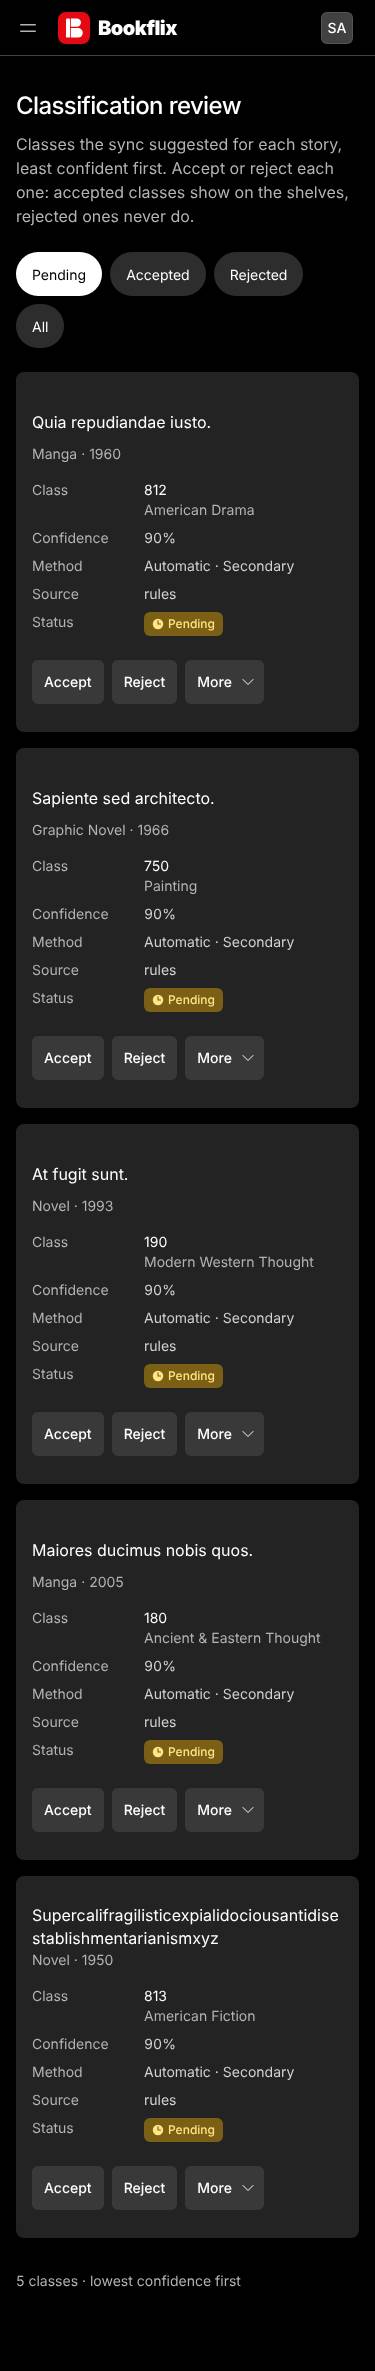 Bookflix
SA
Classification review
Classes the sync suggested for each story,
least confident first. Accept or reject each
one: accepted classes show on the shelves,
rejected ones never do.
Pending
Accepted
Rejected
All
Quia repudiandae iusto.
Manga · 1960
Class 812
American Drama
Confidence 90%
Method Automatic · Secondary
Source rules
Status Pending
Accept Reject More
Sapiente sed architecto.
Graphic Novel · 1966
Class 750
Painting
Confidence 90%
Method Automatic · Secondary
Source rules
Status Pending
Accept Reject More
At fugit sunt.
Novel · 1993
Class 190
Modern Western Thought
Confidence 90%
Method Automatic · Secondary
Source rules
Status Pending
Accept Reject More
Maiores ducimus nobis quos.
Manga · 2005
Class 180
Ancient & Eastern Thought
Confidence 90%
Method Automatic · Secondary
Source rules
Status Pending
Accept Reject More
Supercalifragilisticexpialidociousantidise
stablishmentarianismxyz
Novel · 1950
Class 813
American Fiction
Confidence 90%
Method Automatic · Secondary
Source rules
Status Pending
Accept Reject More
5 classes · lowest confidence first